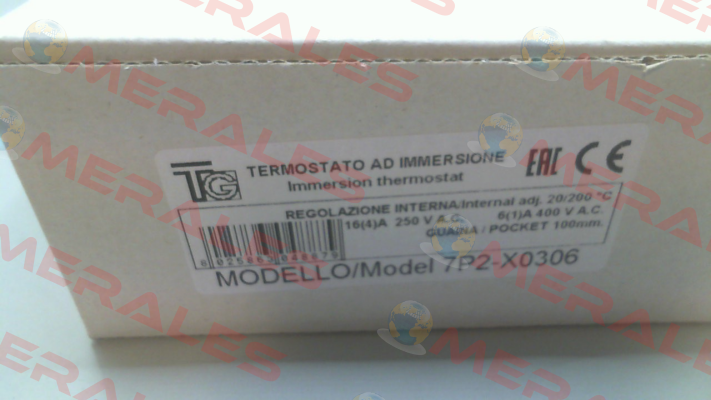 TG
TERMOSTATO AD IMMERSIONE
Immersion thermostat
EAC CE
REGOLAZIONE INTERNA/Internal adj. 20/200 °C
16(4)A 250 V A.C. 6(1)A 400 V A.C.
GUAINA / POCKET 100mm.
MODELLO/Model 7P2-X0306
MERALES
MERALES
MERALES
MERALES